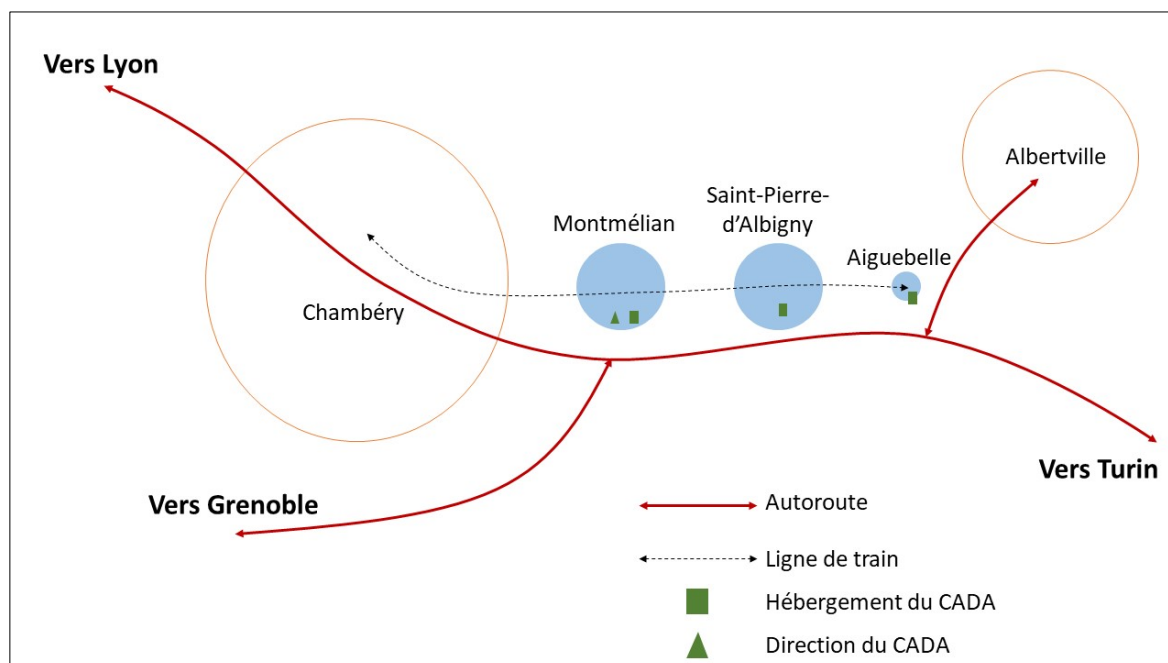 Vers Lyon
Albertville
Saint-Pierre-
d'Albigny
Montmélian
Aiguebelle
Chambéry
Vers Turin
Vers Grenoble
Autoroute
Ligne de train
Hébergement du CADA
Direction du CADA